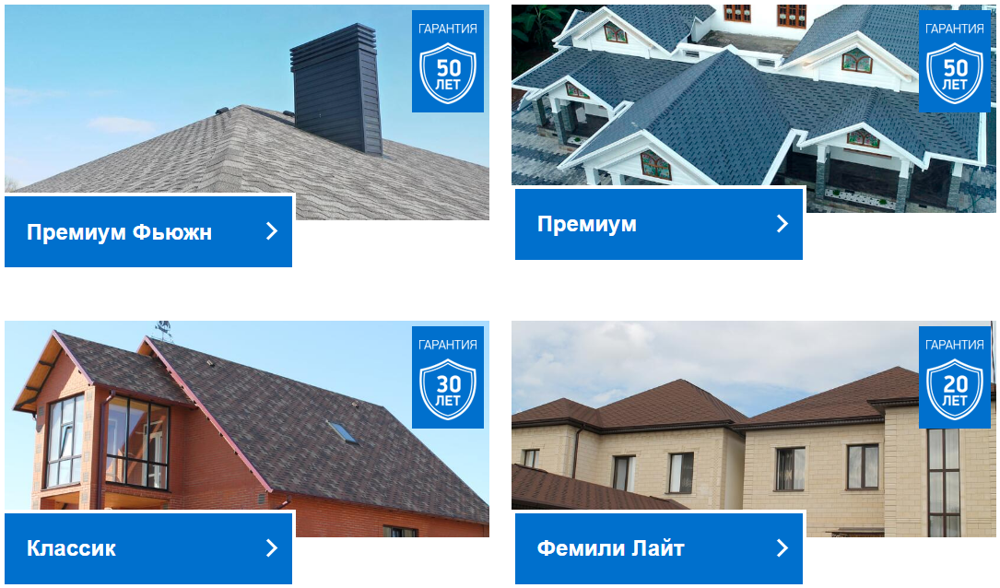 ГАРАНТИЯ
50
ЛЕТ
Премиум Фьюжн
ГАРАНТИЯ
50
ЛЕТ
Премиум
ГАРАНТИЯ
30
ЛЕТ
Классик
ГАРАНТИЯ
20
ЛЕТ
Фемили Лайт